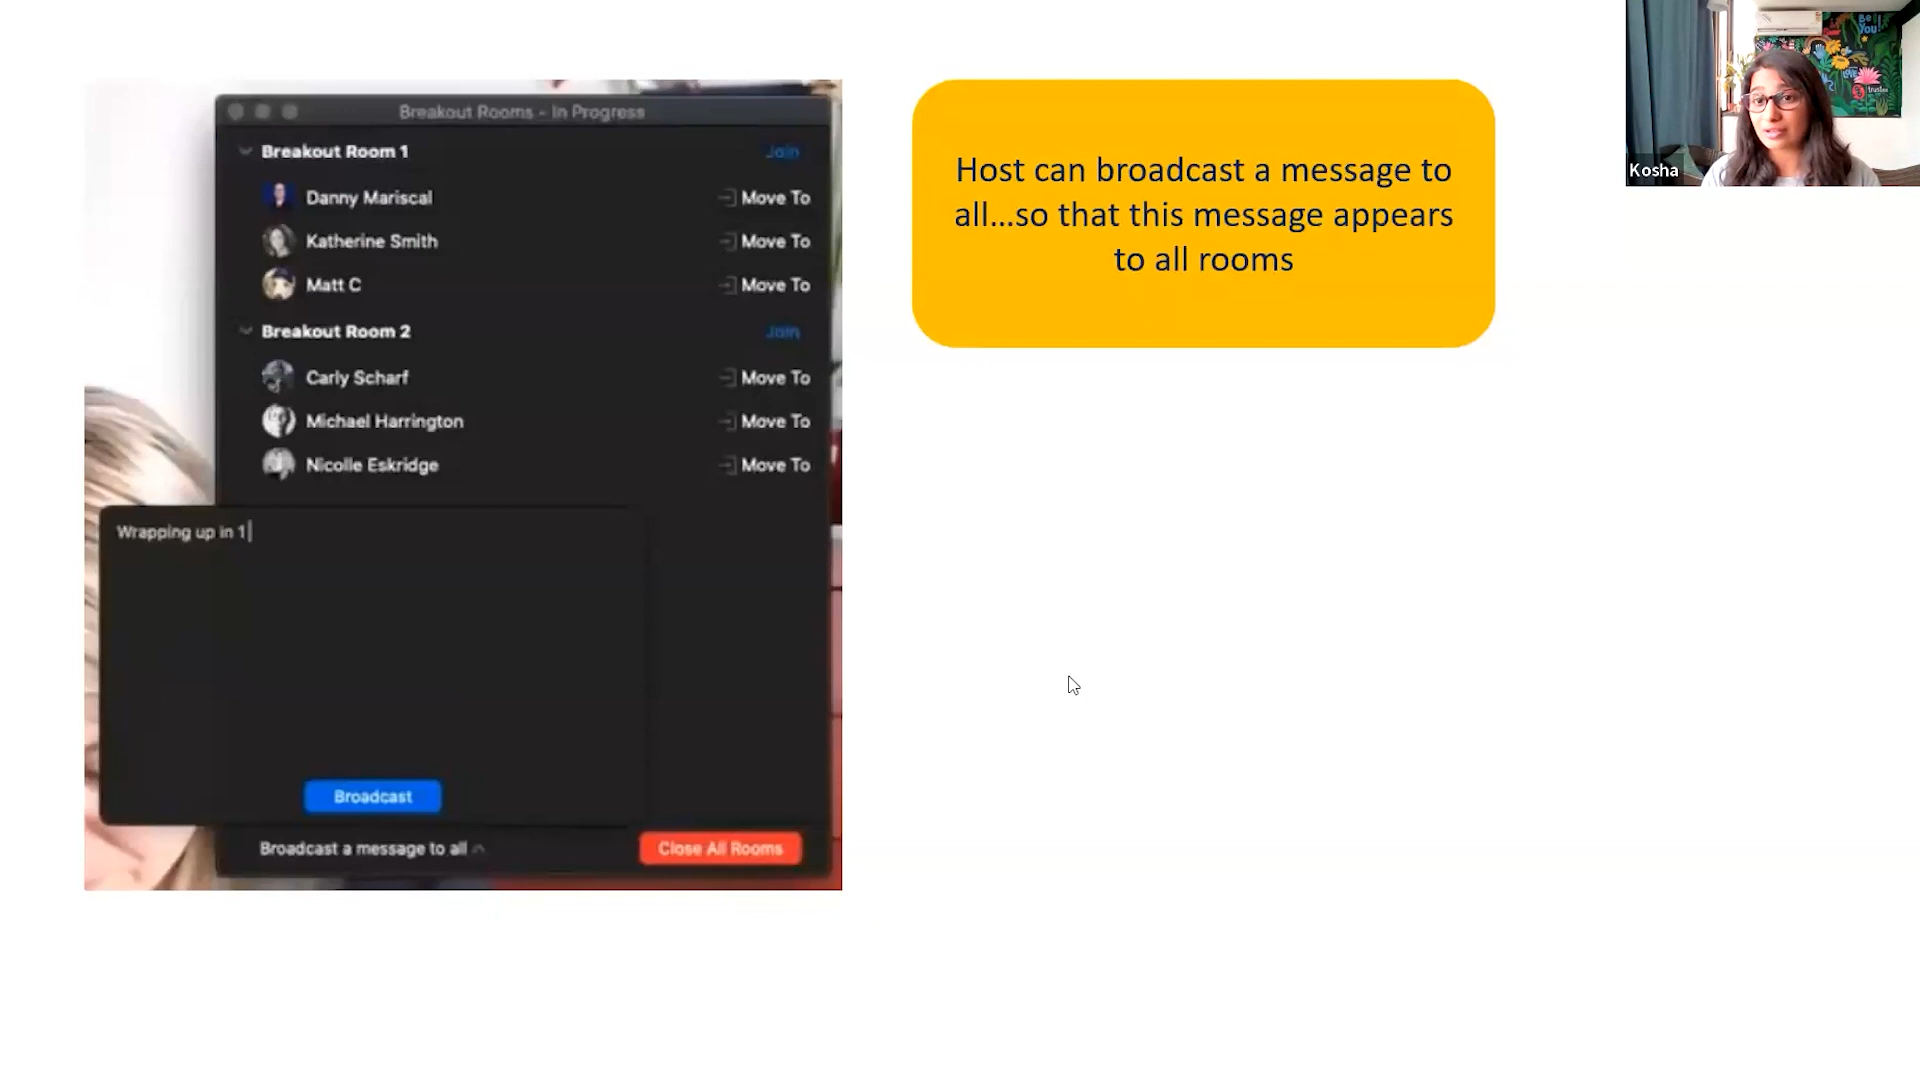 Breakout Rooms - In Progress
Breakout Room 1 Join
Danny Mariscal Move To
Katherine Smith Move To
Matt C Move To
Breakout Room 2 Join
Carly Scharf Move To
Michael Harrington Move To
Nicolle Eskridge Move To
Wrapping up in 1
Broadcast
Broadcast a message to all
Close All Rooms
Host can broadcast a message to
all...so that this message appears
to all rooms
Be
You!
Kosha